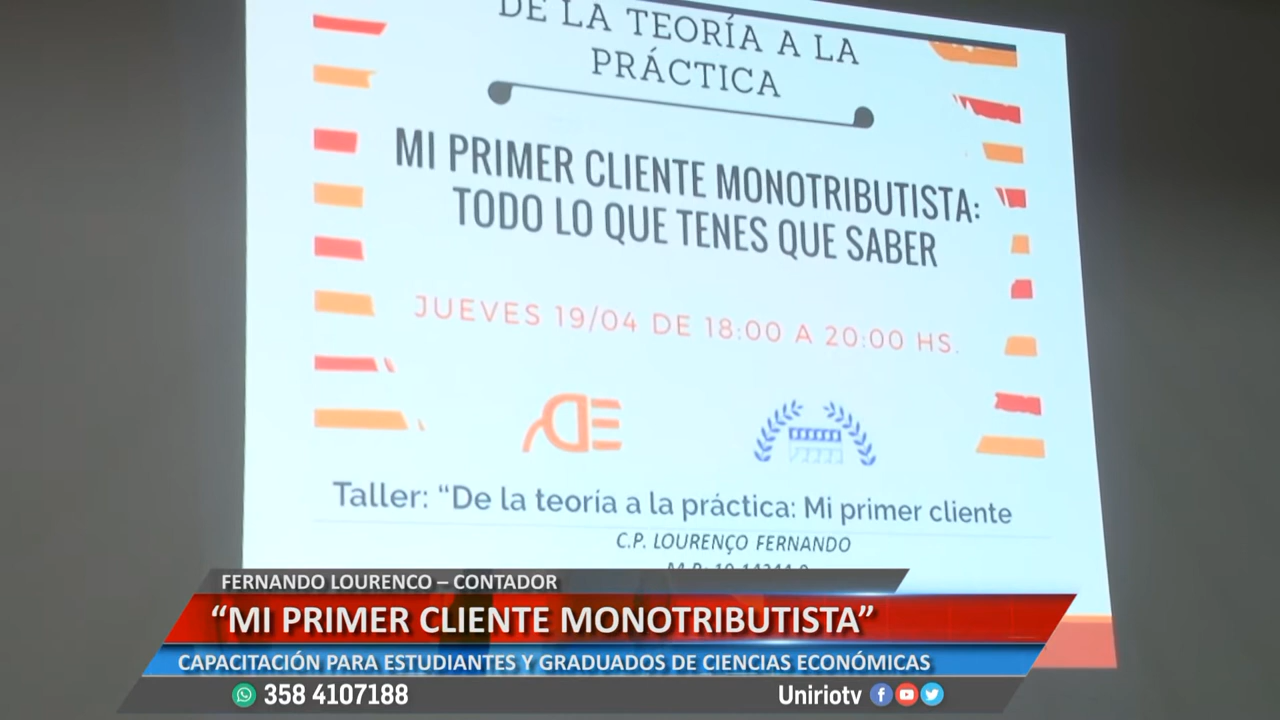 DE LA TEORÍA A LA
PRÁCTICA
MI PRIMER CLIENTE MONOTRIBUTISTA:
TODO LO QUE TENES QUE SABER
JUEVES 19/04 DE 18:00 A 20:00 HS.
Taller: “De la teoría a la práctica: Mi primer cliente
C.P. LOURENÇO FERNANDO
FERNANDO LOURENCO – CONTADOR
“MI PRIMER CLIENTE MONOTRIBUTISTA”
CAPACITACIÓN PARA ESTUDIANTES Y GRADUADOS DE CIENCIAS ECONÓMICAS
358 4107188
Uniriotv